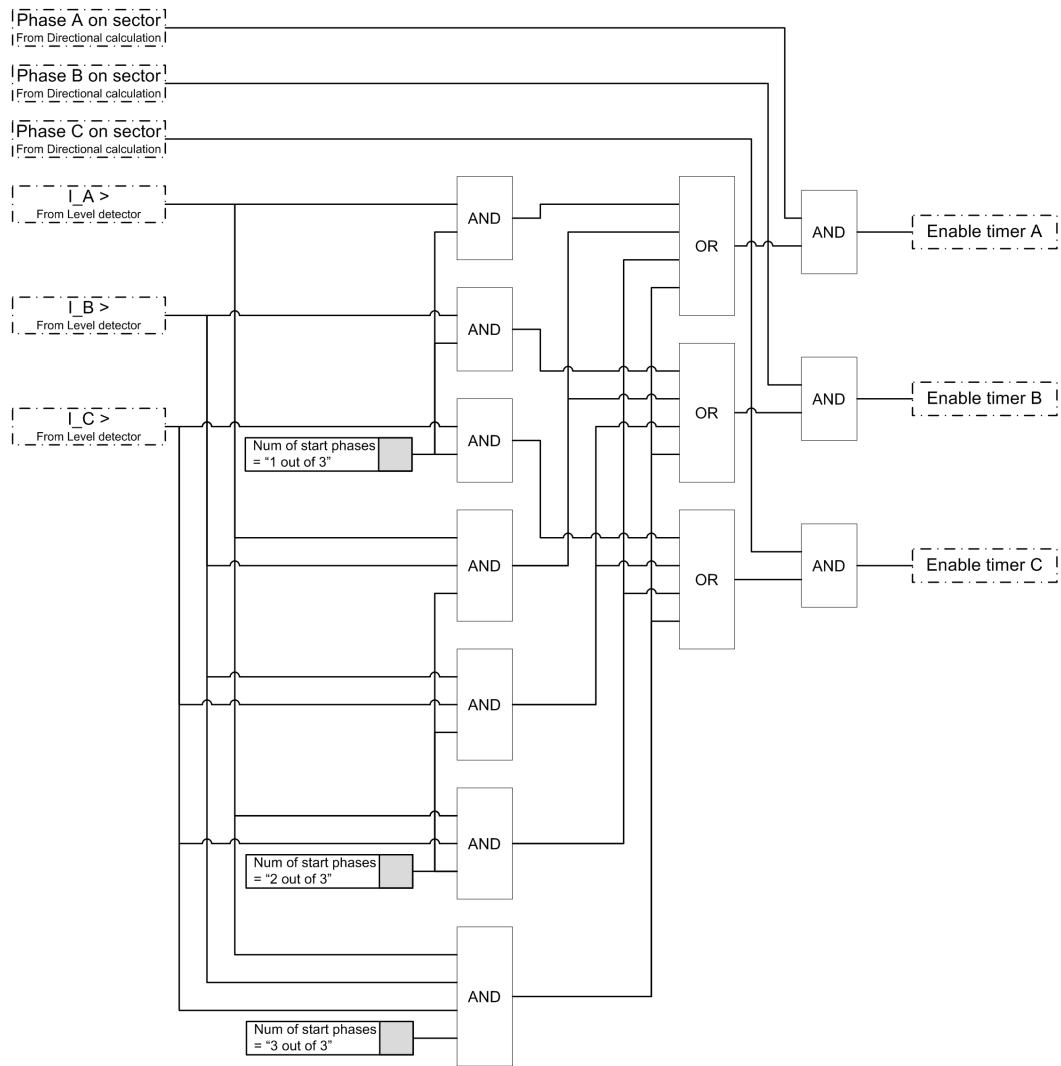 Phase A on sector
From Directional calculation
Phase B on sector
From Directional calculation
Phase C on sector
From Directional calculation
I_A >
From Level detector
I_B >
From Level detector
I_C >
From Level detector
Num of start phases
= “1 out of 3”
Num of start phases
= “2 out of 3”
Num of start phases
= “3 out of 3”
AND
AND
AND
AND
AND
AND
AND
OR
OR
OR
AND
AND
AND
Enable timer A
Enable timer B
Enable timer C